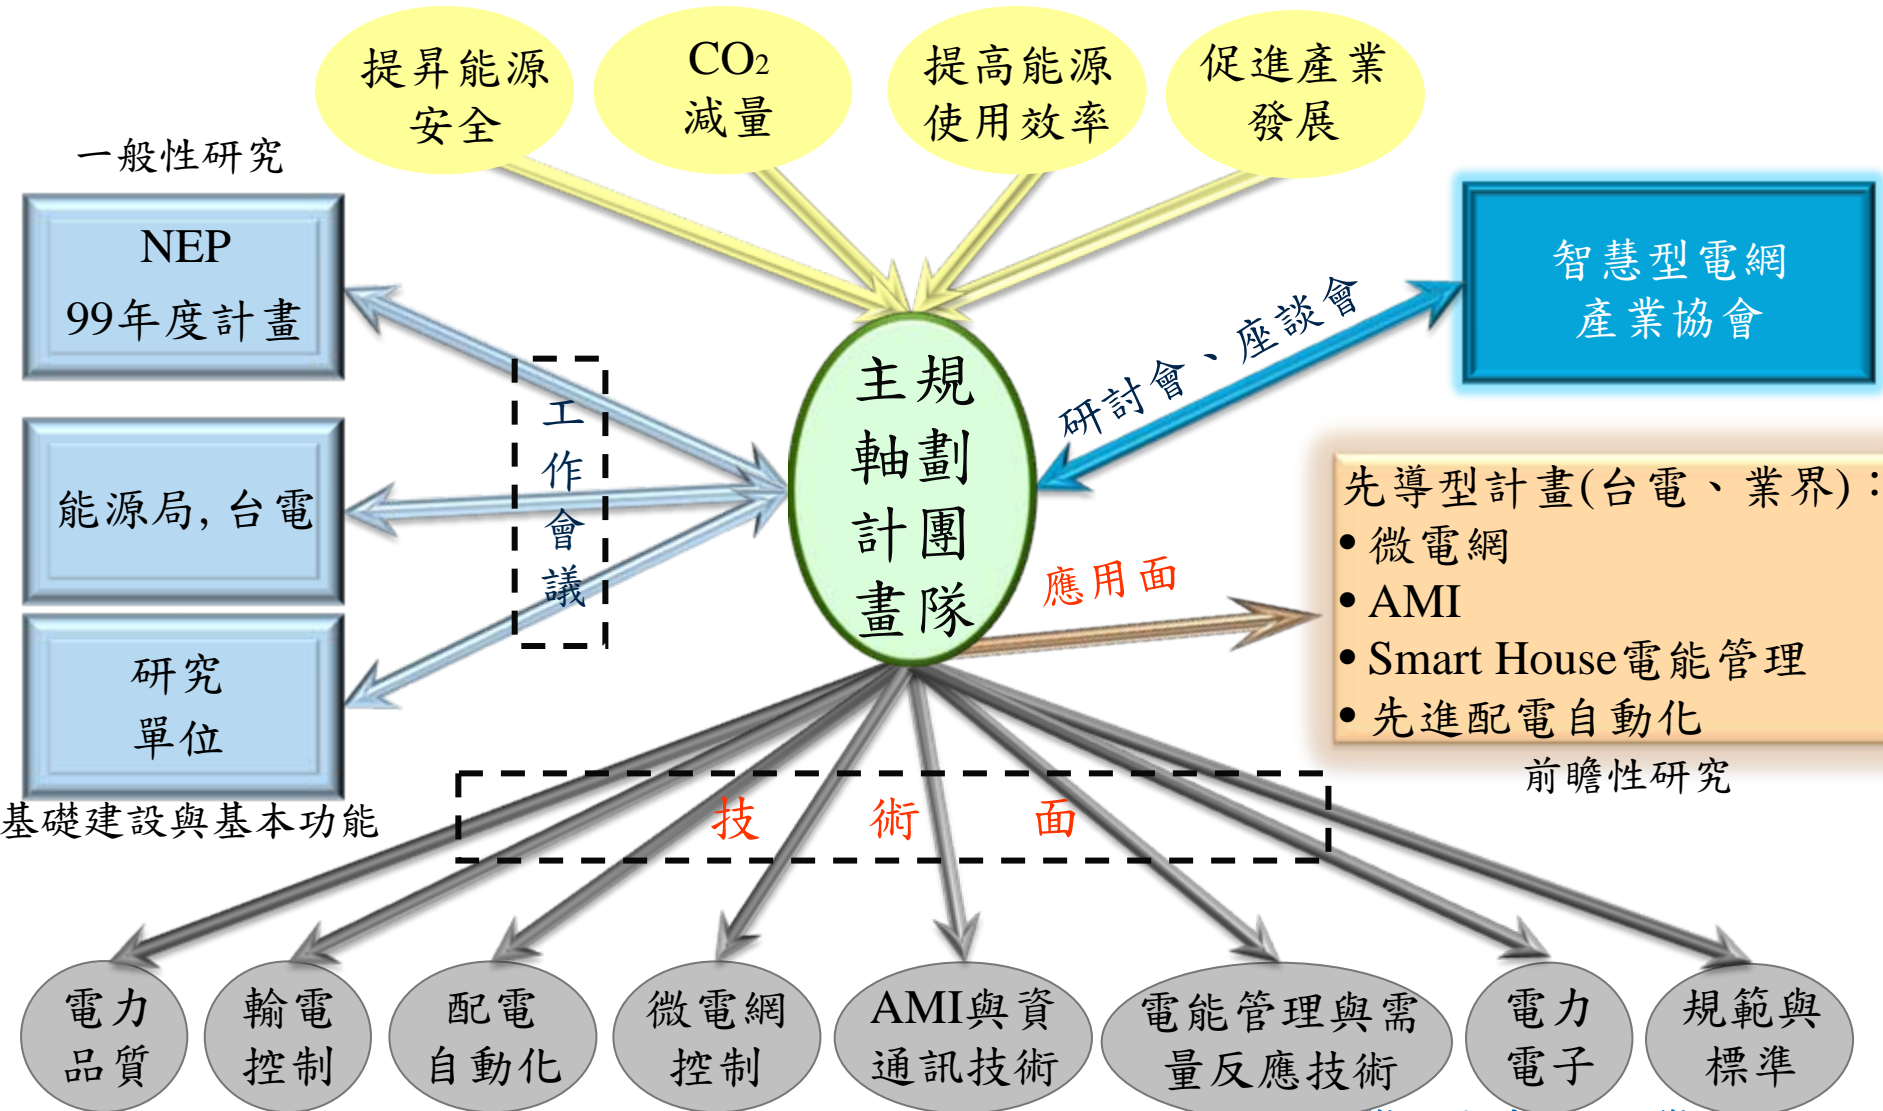 提昇能源
安全
CO2
減量
提高能源
使用效率
促進產業
發展
一般性研究
NEP
99年度計畫
能源局, 台電
研究
單位
基礎建設與基本功能
工
作
會
議
主軸計畫
規劃團隊
研討會、座談會
智慧型電網
產業協會
應用面
先導型計畫(台電、業界)：
• 微電網
• AMI
• Smart House電能管理
• 先進配電自動化
前瞻性研究
技 術 面
電力
品質
輸電
控制
配電
自動化
微電網
控制
AMI與資
通訊技術
電能管理與需
量反應技術
電力
電子
規範與
標準